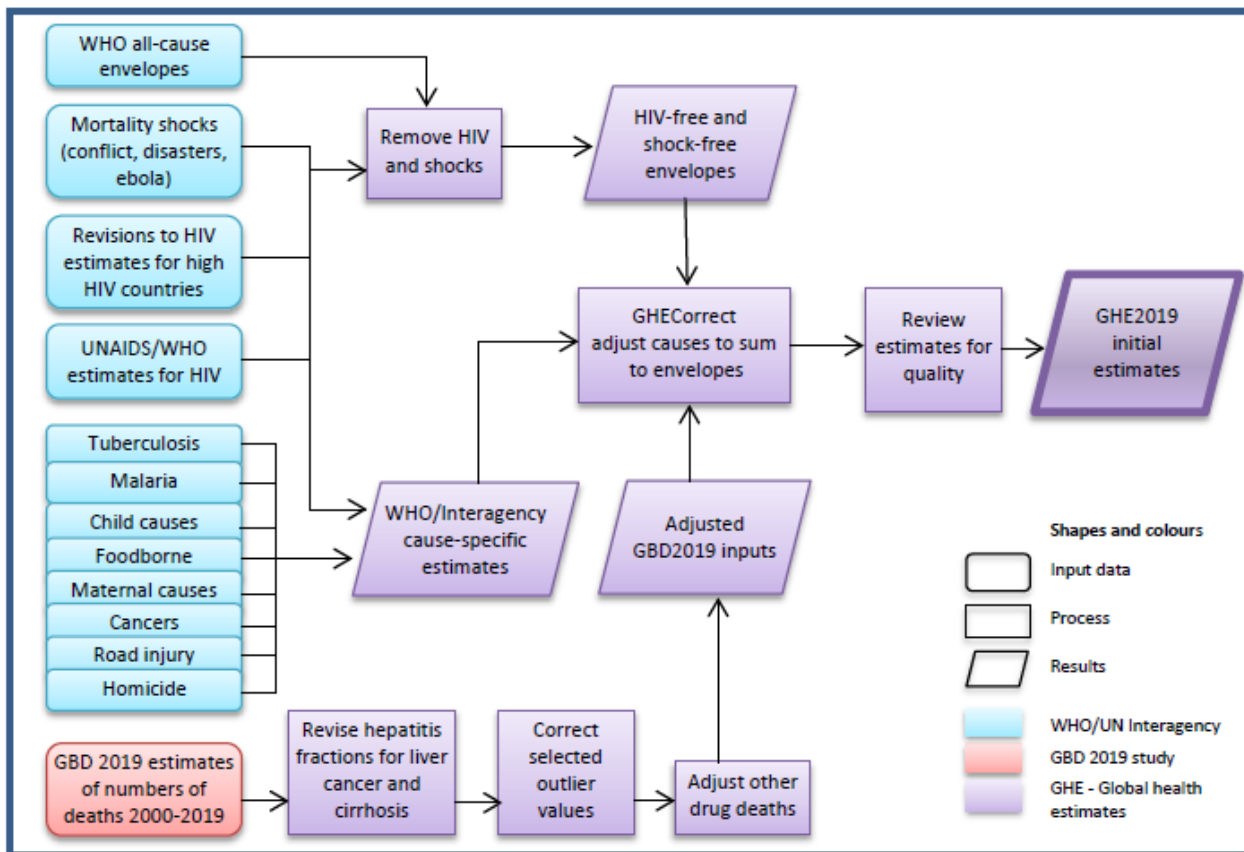 WHO all-cause
envelopes
Mortality shocks
(conflict, disasters,
ebola)
Revisions to HIV
estimates for high
HIV countries
UNAIDS/WHO
estimates for HIV
Tuberculosis
Malaria
Child causes
Foodborne
Maternal causes
Cancers
Road injury
Homicide
GBD 2019 estimates
of numbers of
deaths 2000-2019
Remove HIV
and shocks
HIV-free and
shock-free
envelopes
GHECorrect
adjust causes to sum
to envelopes
Review
estimates for
quality
GHE2019
initial
estimates
WHO/Interagency
cause-specific
estimates
Adjusted
GBD2019 inputs
Revise hepatitis
fractions for liver
cancer and
cirrhosis
Correct
selected
outlier
values
Adjust other
drug deaths
Shapes and colours
Input data
Process
Results
WHO/UN Interagency
GBD 2019 study
GHE - Global health
estimates